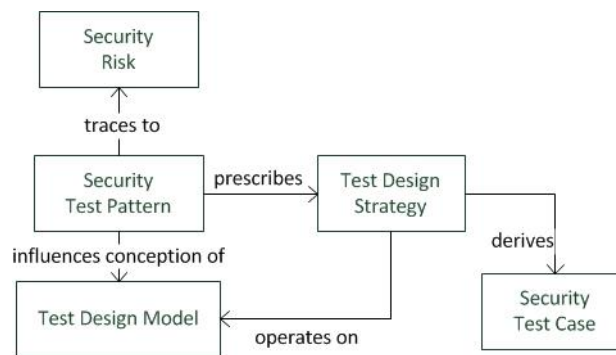 Security
Risk
traces to
Security
Test Pattern
prescribes
Test Design
Strategy
influences conception of
derives
Test Design Model
operates on
Security
Test Case